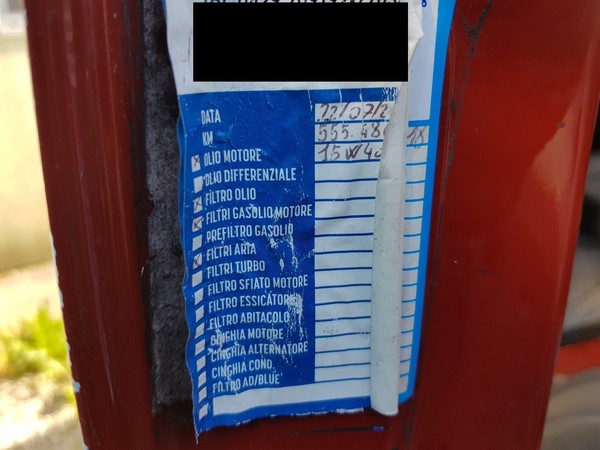 DATA 22/07/2
KM 555.486 18
OLIO MOTORE 15W40
OLIO DIFFERENZIALE
FILTRO OLIO
FILTRI GASOLIO MOTORE
PREFILTRO GASOLIO
FILTRI ARIA
FILTRI TURBO
FILTRO SFIATO MOTORE
FILTRO ESSICATORE
FILTRO ABITACOLO
CINGHIA MOTORE
CINGHIA ALTERNATORE
CINGHIA COND.
FILTRO AD/BLUE